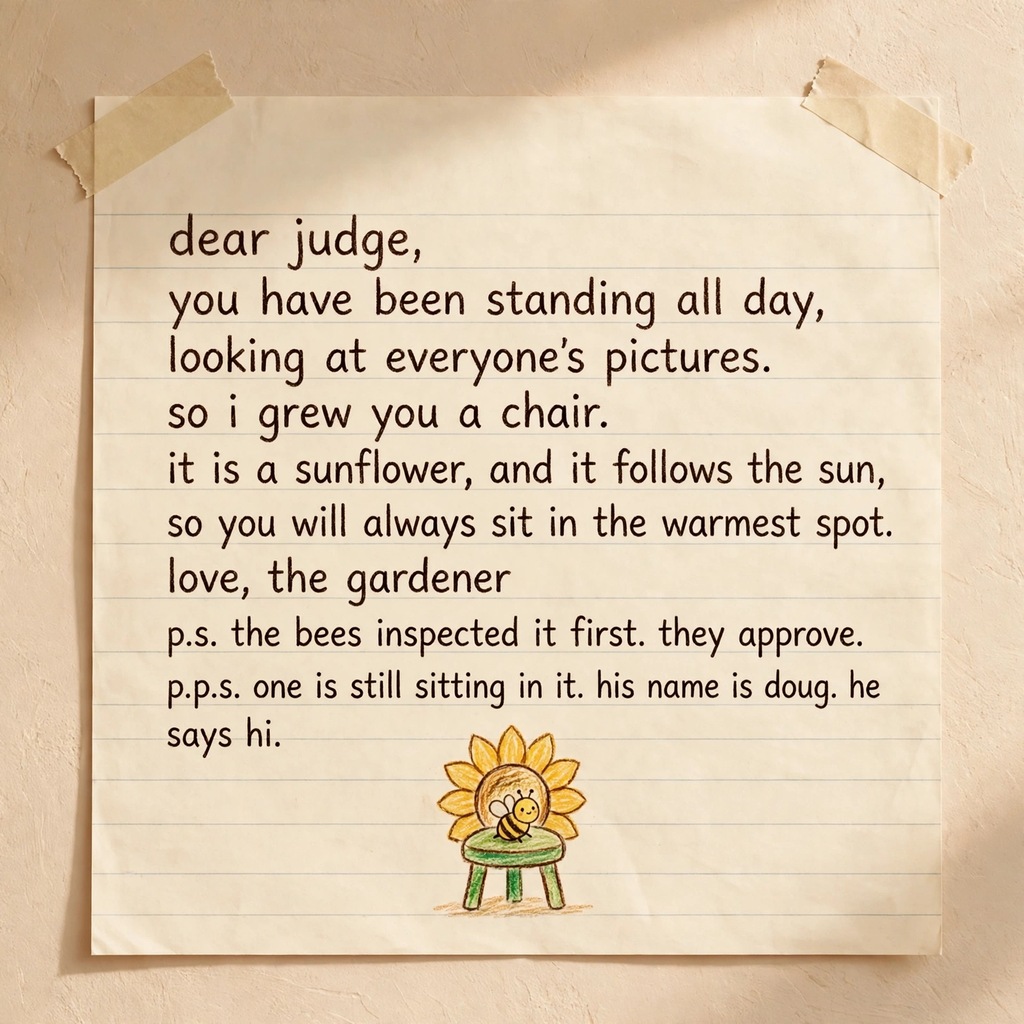 dear judge,
you have been standing all day,
looking at everyone's pictures.
so i grew you a chair.
it is a sunflower, and it follows the sun,
so you will always sit in the warmest spot.
love, the gardener
p.s. the bees inspected it first. they approve.
p.p.s. one is still sitting in it. his name is doug. he
says hi.